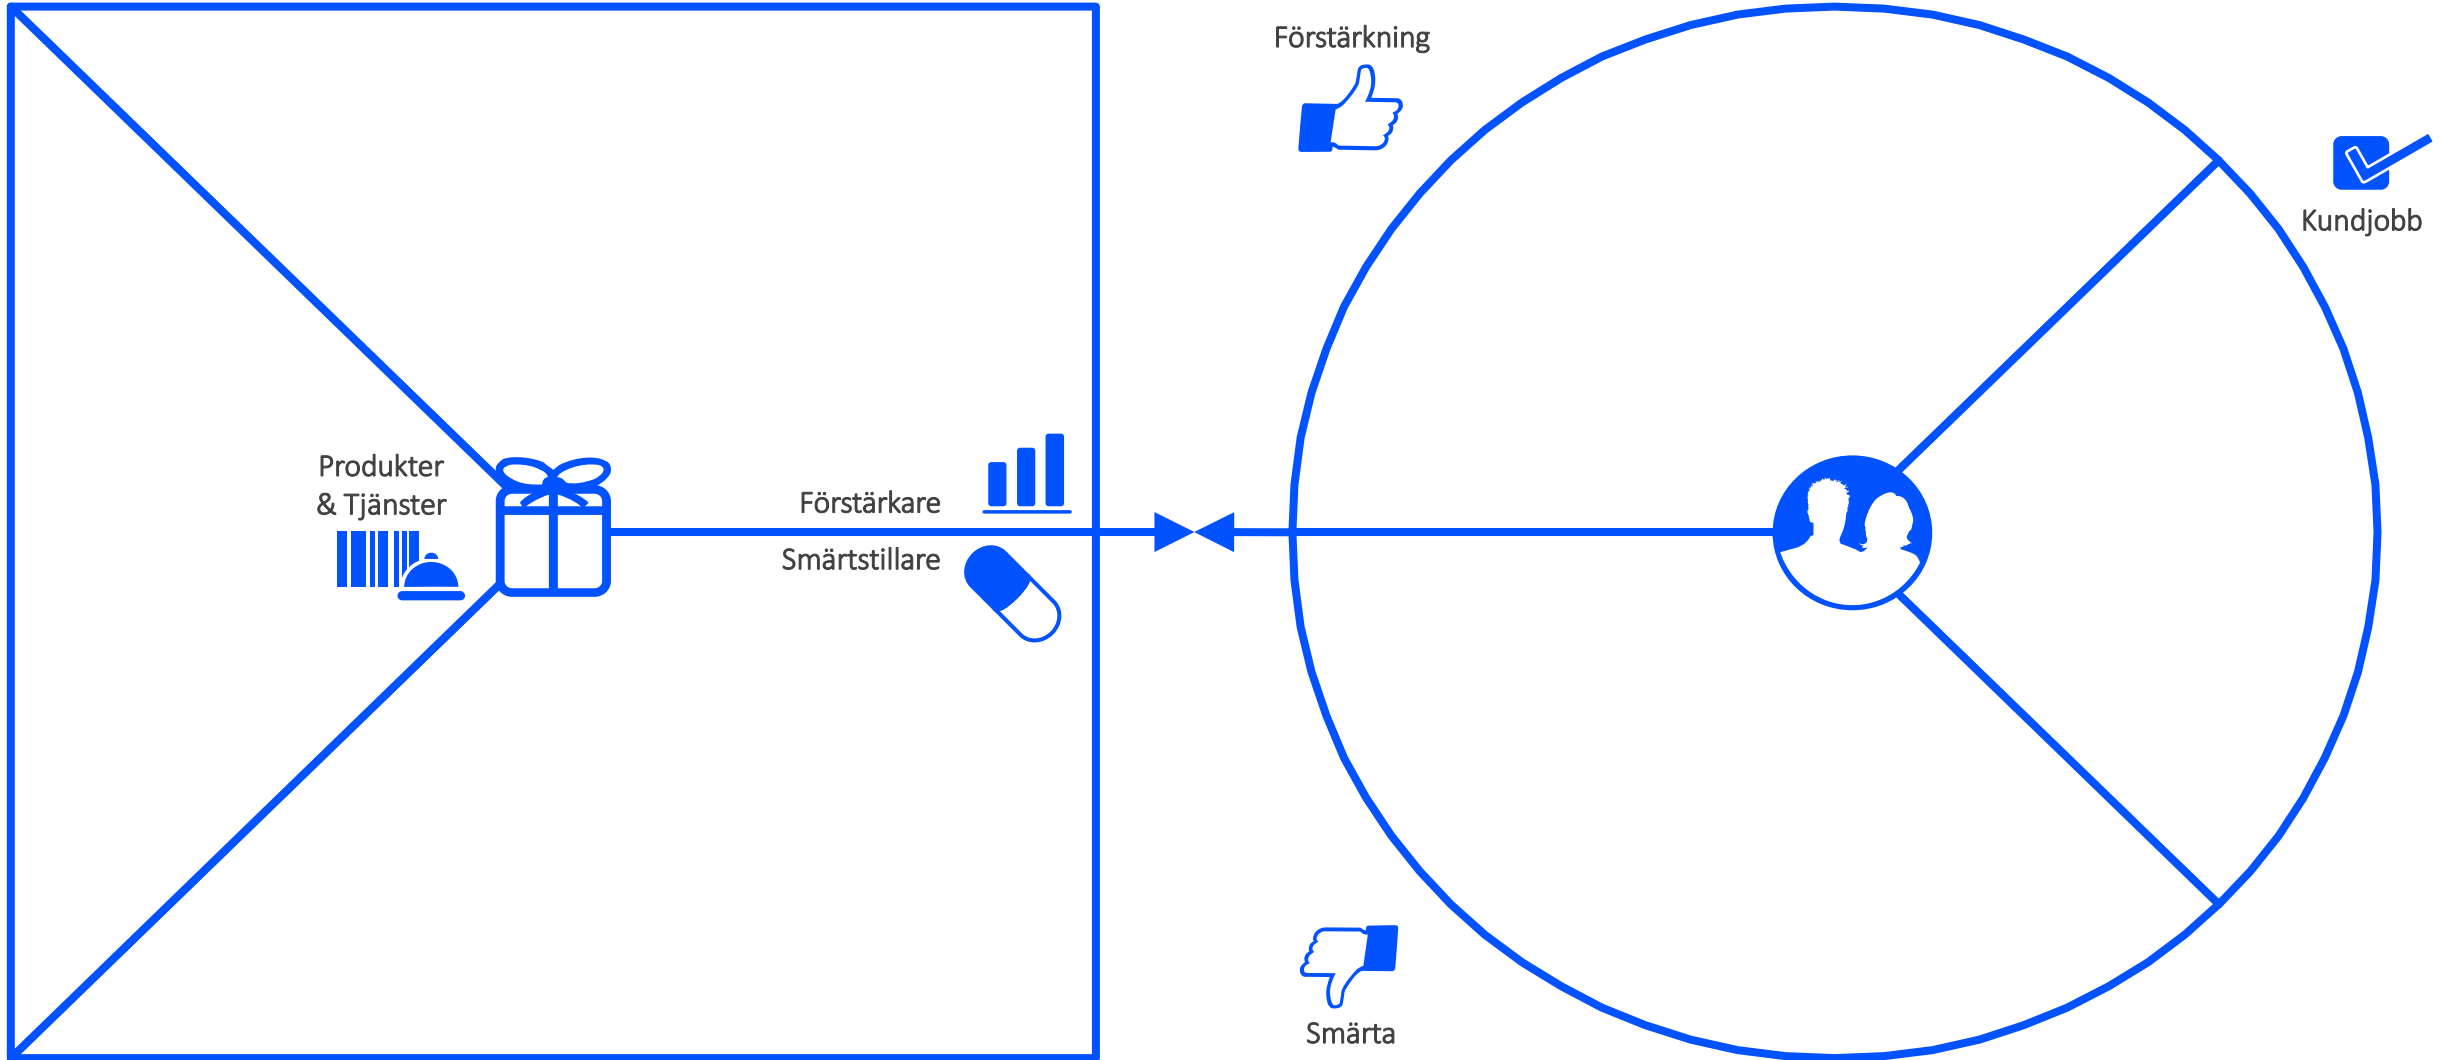 Förstärkning
Kundjobb
Produkter
& Tjänster
Förstärkare
Smärtstillare
Smärta